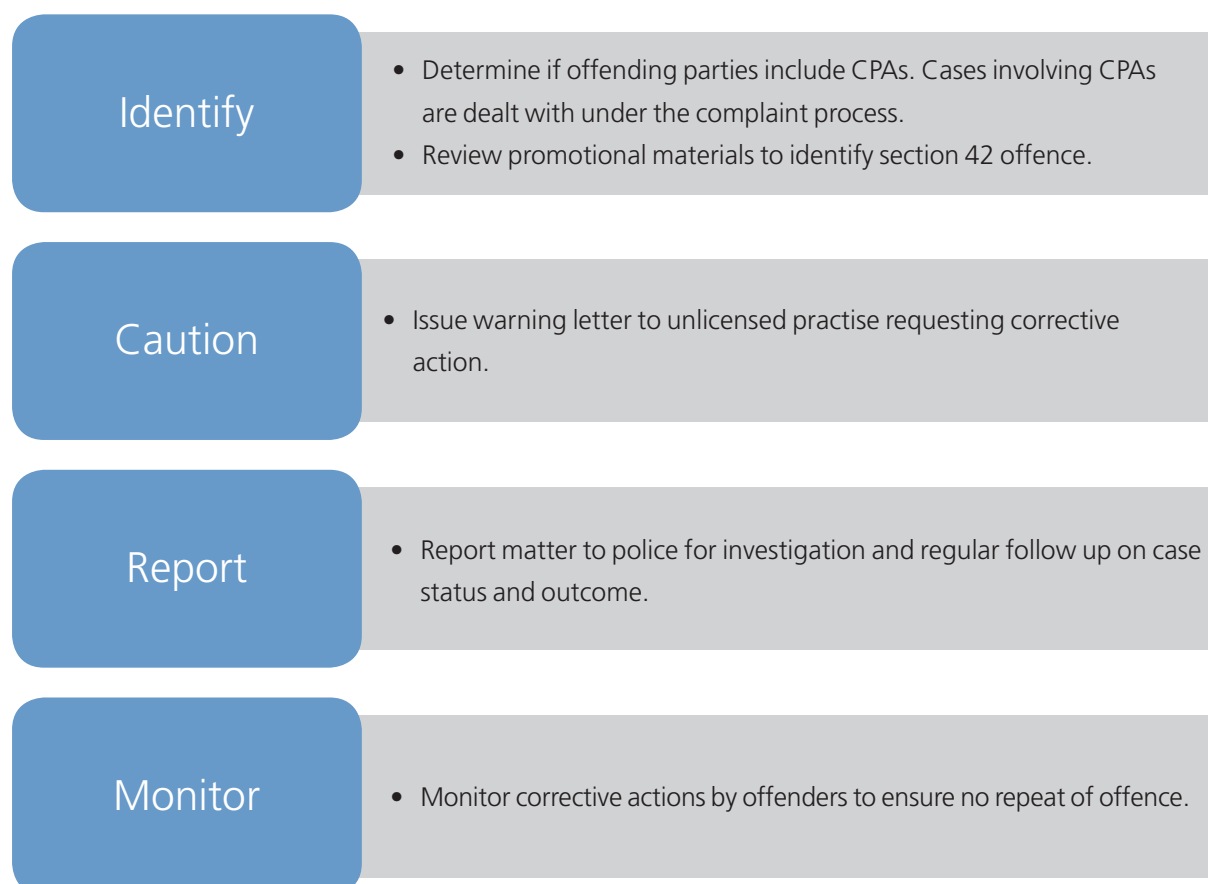 Identify
• Determine if offending parties include CPAs. Cases involving CPAs
are dealt with under the complaint process.
• Review promotional materials to identify section 42 offence.
Caution
• Issue warning letter to unlicensed practise requesting corrective
action.
Report
• Report matter to police for investigation and regular follow up on case
status and outcome.
Monitor
• Monitor corrective actions by offenders to ensure no repeat of offence.